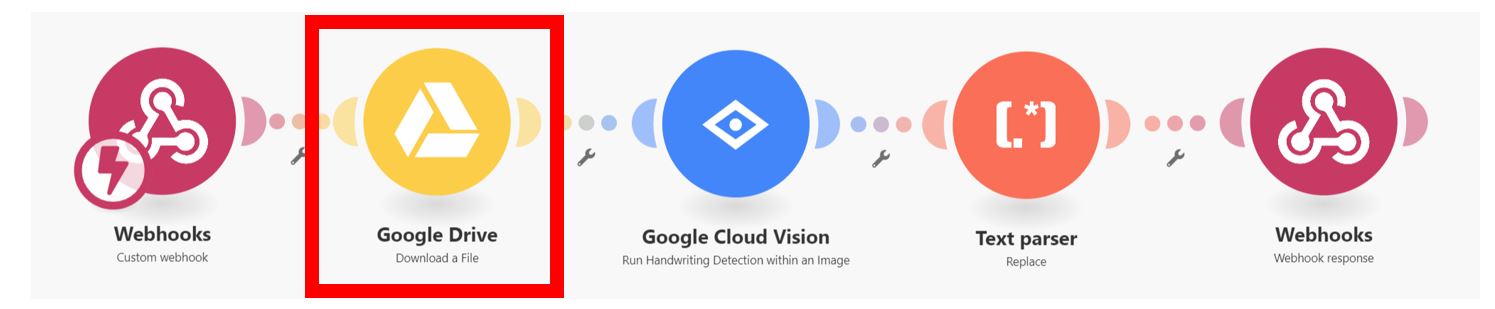 Webhooks
Custom webhook
Google Drive
Download a File
Google Cloud Vision
Run Handwriting Detection within an Image
Text parser
Replace
Webhooks
Webhook response